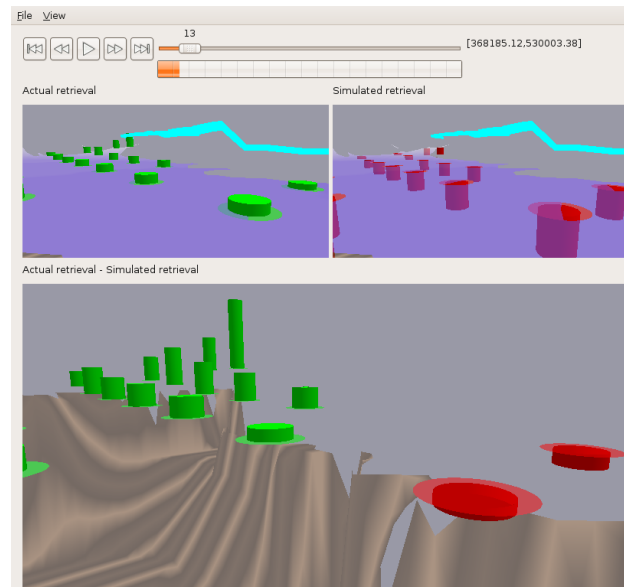 File View
13
[368185.12,530003.38]
Actual retrieval Simulated retrieval
Actual retrieval - Simulated retrieval